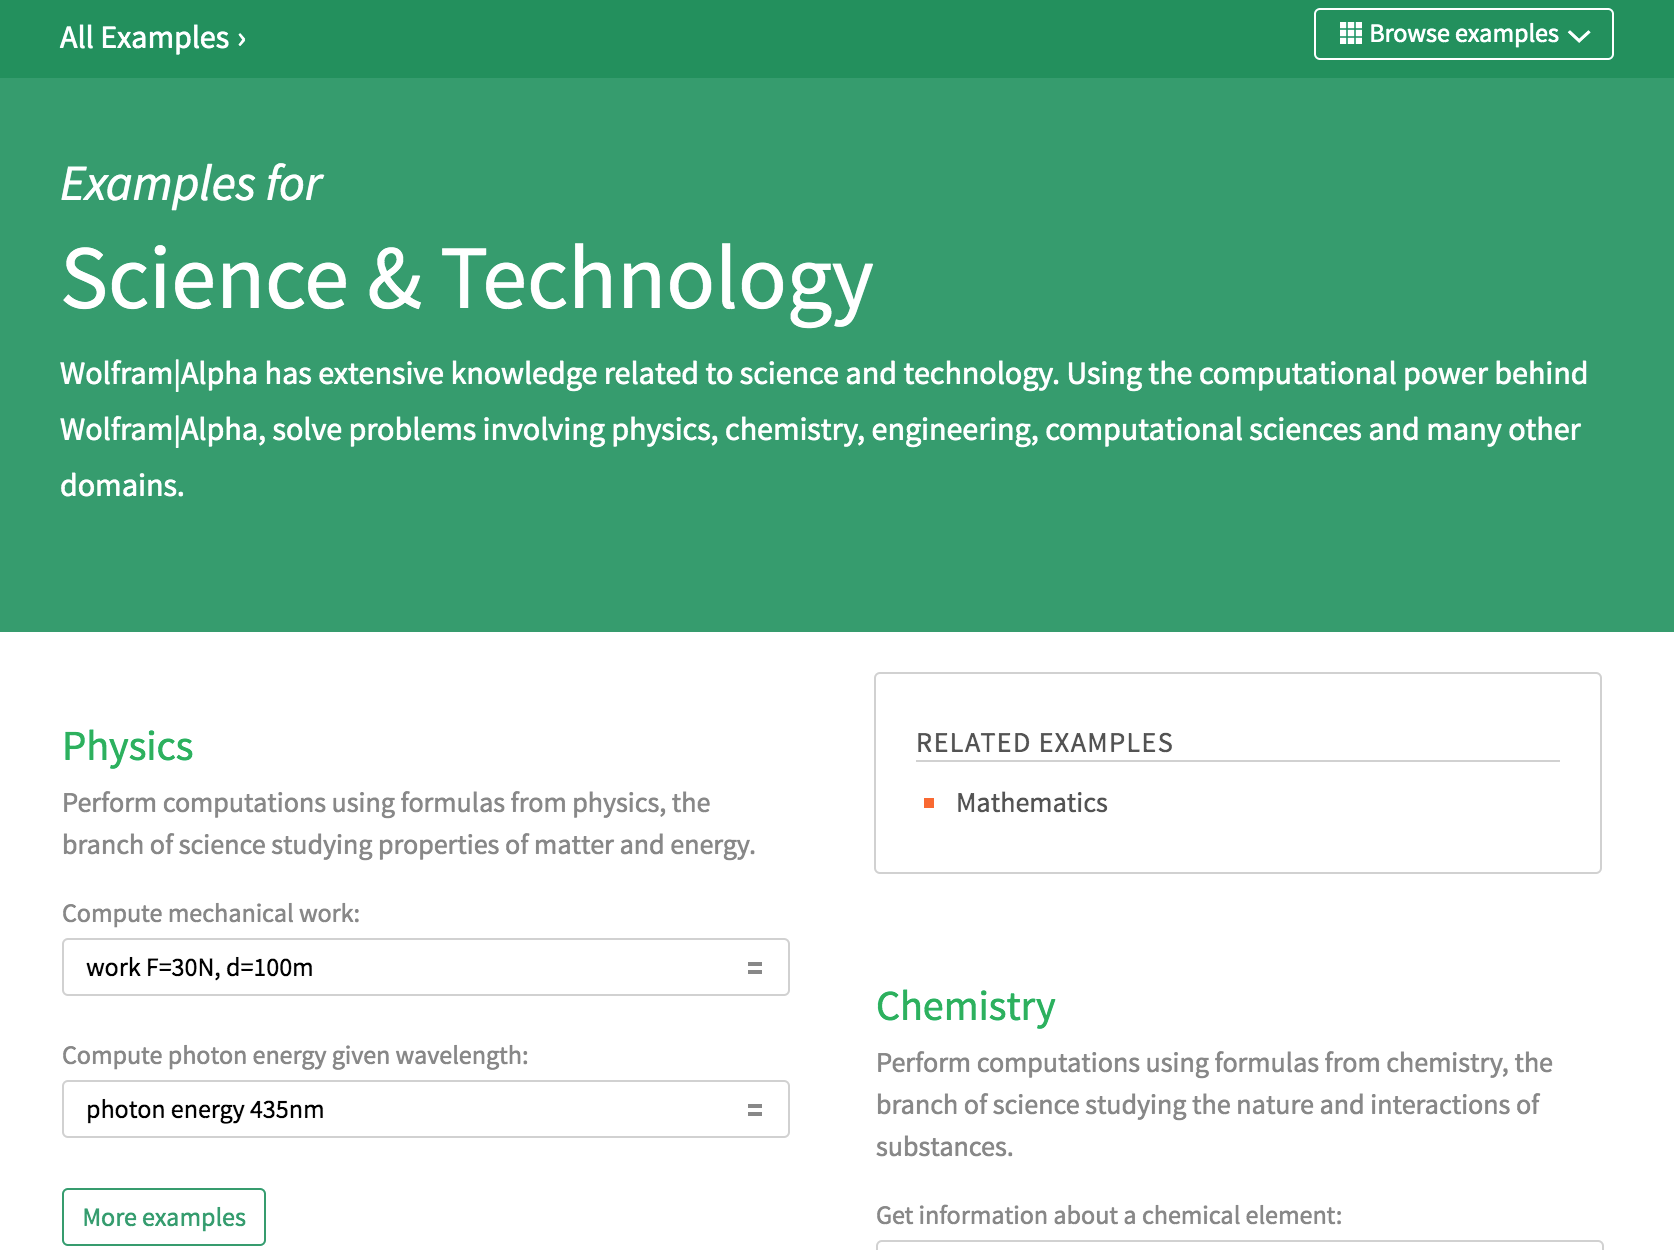 All Examples ›
Browse examples
Examples for
Science & Technology
Wolfram|Alpha has extensive knowledge related to science and technology. Using the computational power behind
Wolfram|Alpha, solve problems involving physics, chemistry, engineering, computational sciences and many other
domains.
Physics
Perform computations using formulas from physics, the
branch of science studying properties of matter and energy.
Compute mechanical work:
work F=30N, d=100m
=
Compute photon energy given wavelength:
photon energy 435nm
=
More examples
RELATED EXAMPLES
Mathematics
Chemistry
Perform computations using formulas from chemistry, the
branch of science studying the nature and interactions of
substances.
Get information about a chemical element: